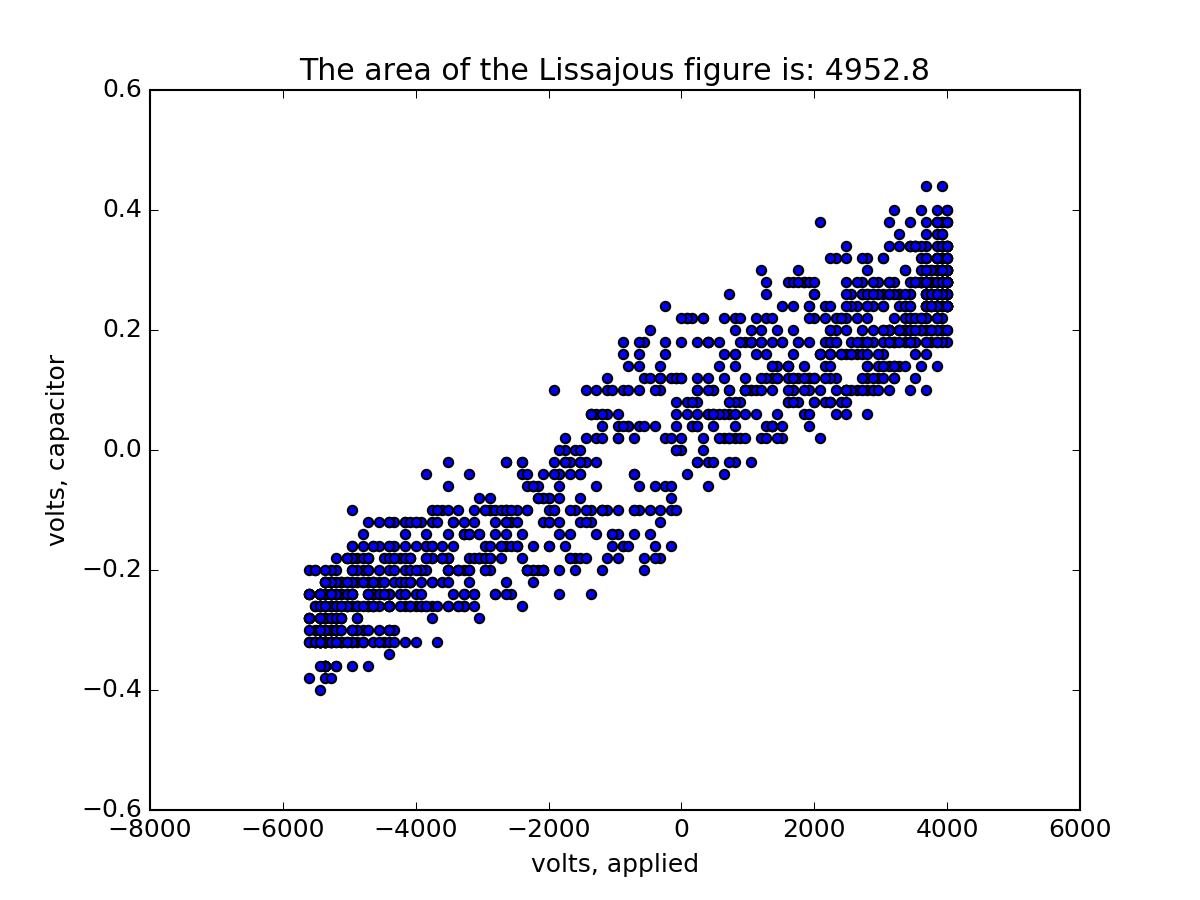 The area of the Lissajous figure is: 4952.8
0.6
0.4
0.2
0.0
−0.2
−0.4
−0.6
volts, capacitor
−8000 −6000 −4000 −2000 0 2000 4000 6000
volts, applied